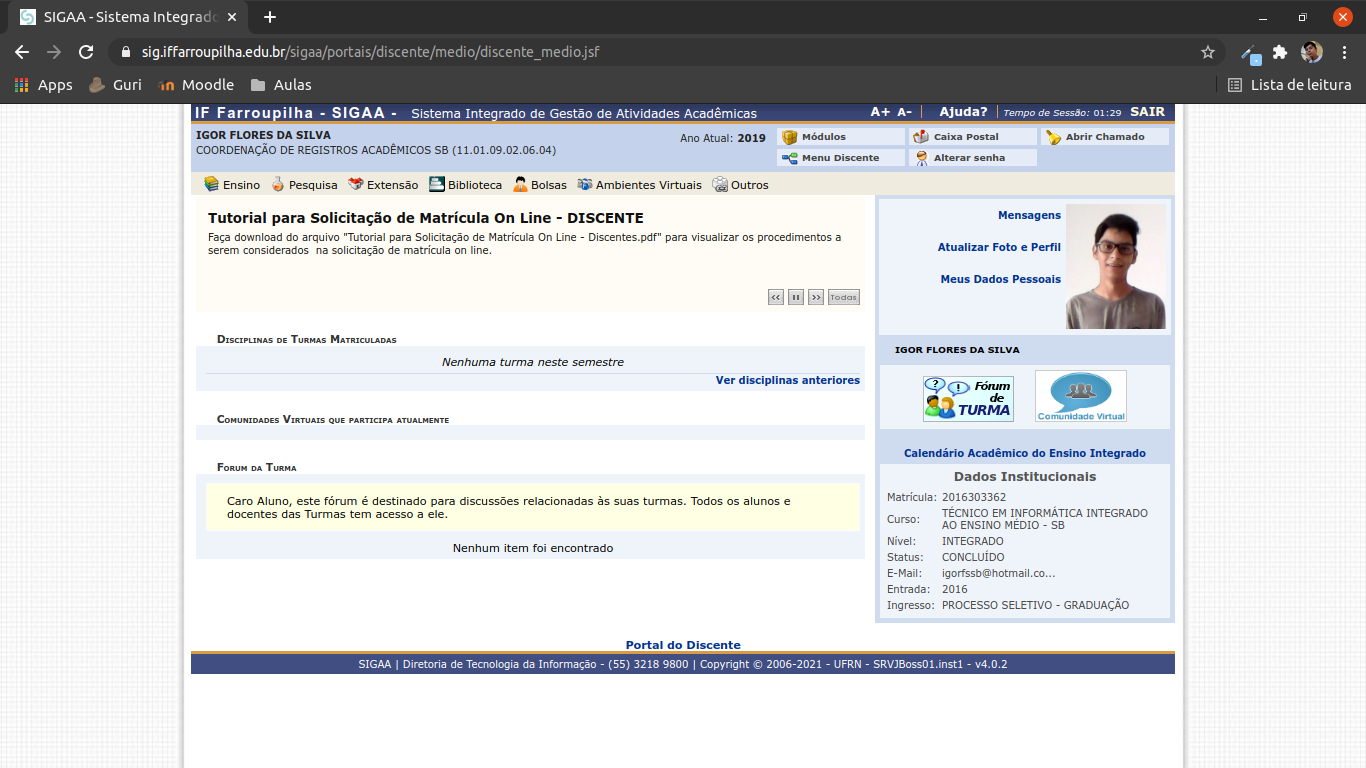 SIGAA - Sistema Integrado
sig.iffarroupilha.edu.br/sigaa/portais/discente/medio/discente_medio.jsf
Apps Guri Moodle Aulas Lista de leitura
IF Farroupilha - SIGAA - Sistema Integrado de Gestão de Atividades Acadêmicas A+ A- Ajuda? Tempo de Sessão: 01:29 SAIR
IGOR FLORES DA SILVA
COORDENAÇÃO DE REGISTROS ACADÊMICOS SB (11.01.09.02.06.04)
Ano Atual: 2019
Módulos Caixa Postal Abrir Chamado
Menu Discente Alterar senha
Ensino Pesquisa Extensão Biblioteca Bolsas Ambientes Virtuais Outros
Tutorial para Solicitação de Matrícula On Line - DISCENTE
Faça download do arquivo "Tutorial para Solicitação de Matrícula On Line - Discentes.pdf" para visualizar os procedimentos a
serem considerados na solicitação de matrícula on line.
<< >> Todas
Disciplinas de Turmas Matriculadas
Nenhuma turma neste semestre
Ver disciplinas anteriores
Comunidades Virtuais que participa atualmente
Forum da Turma
Caro Aluno, este fórum é destinado para discussões relacionadas às suas turmas. Todos os alunos e
docentes das Turmas tem acesso a ele.
Nenhum item foi encontrado
Mensagens
Atualizar Foto e Perfil
Meus Dados Pessoais
IGOR FLORES DA SILVA
Fórum
de
TURMA
Comunidade Virtual
Calendário Acadêmico do Ensino Integrado
Dados Institucionais
Matrícula: 2016303362
Curso: TÉCNICO EM INFORMÁTICA INTEGRADO
AO ENSINO MÉDIO - SB
Nível: INTEGRADO
Status: CONCLUÍDO
E-Mail: igorfssb@hotmail.co...
Entrada: 2016
Ingresso: PROCESSO SELETIVO - GRADUAÇÃO
Portal do Discente
SIGAA | Diretoria de Tecnologia da Informação - (55) 3218 9800 | Copyright © 2006-2021 - UFRN - SRVJBoss01.inst1 - v4.0.2